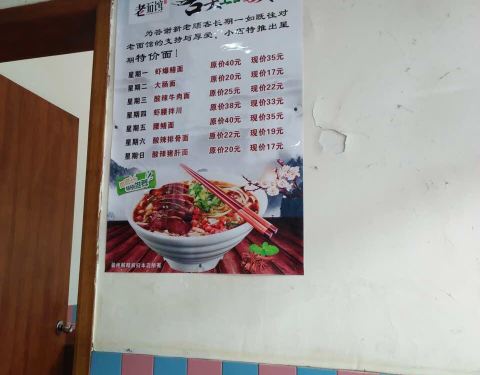 老面馆
为答谢新老顾客长期一如既往对
老面馆的支持与厚爱，小店特推出星
期特价面！
星期一 虾爆鳝面 原价40元 现价35元
星期二 大肠面 原价20元 现价17元
星期三 酸辣牛肉面 原价25元 现价22元
星期四 虾腰拌川 原价38元 现价33元
星期五 腰鳝面 原价40元 现价35元
星期六 酸辣排骨面 原价22元 现价19元
星期日 酸辣猪肝面 原价20元 现价17元